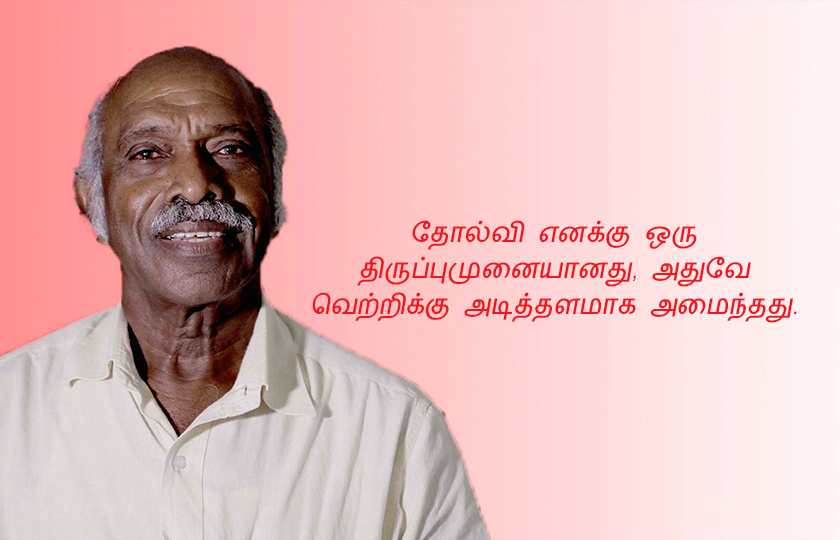 தோல்வி எனக்கு ஒரு
திருப்புமுனையானது, அதுவே
வெற்றிக்கு அடித்தளமாக அமைந்தது.